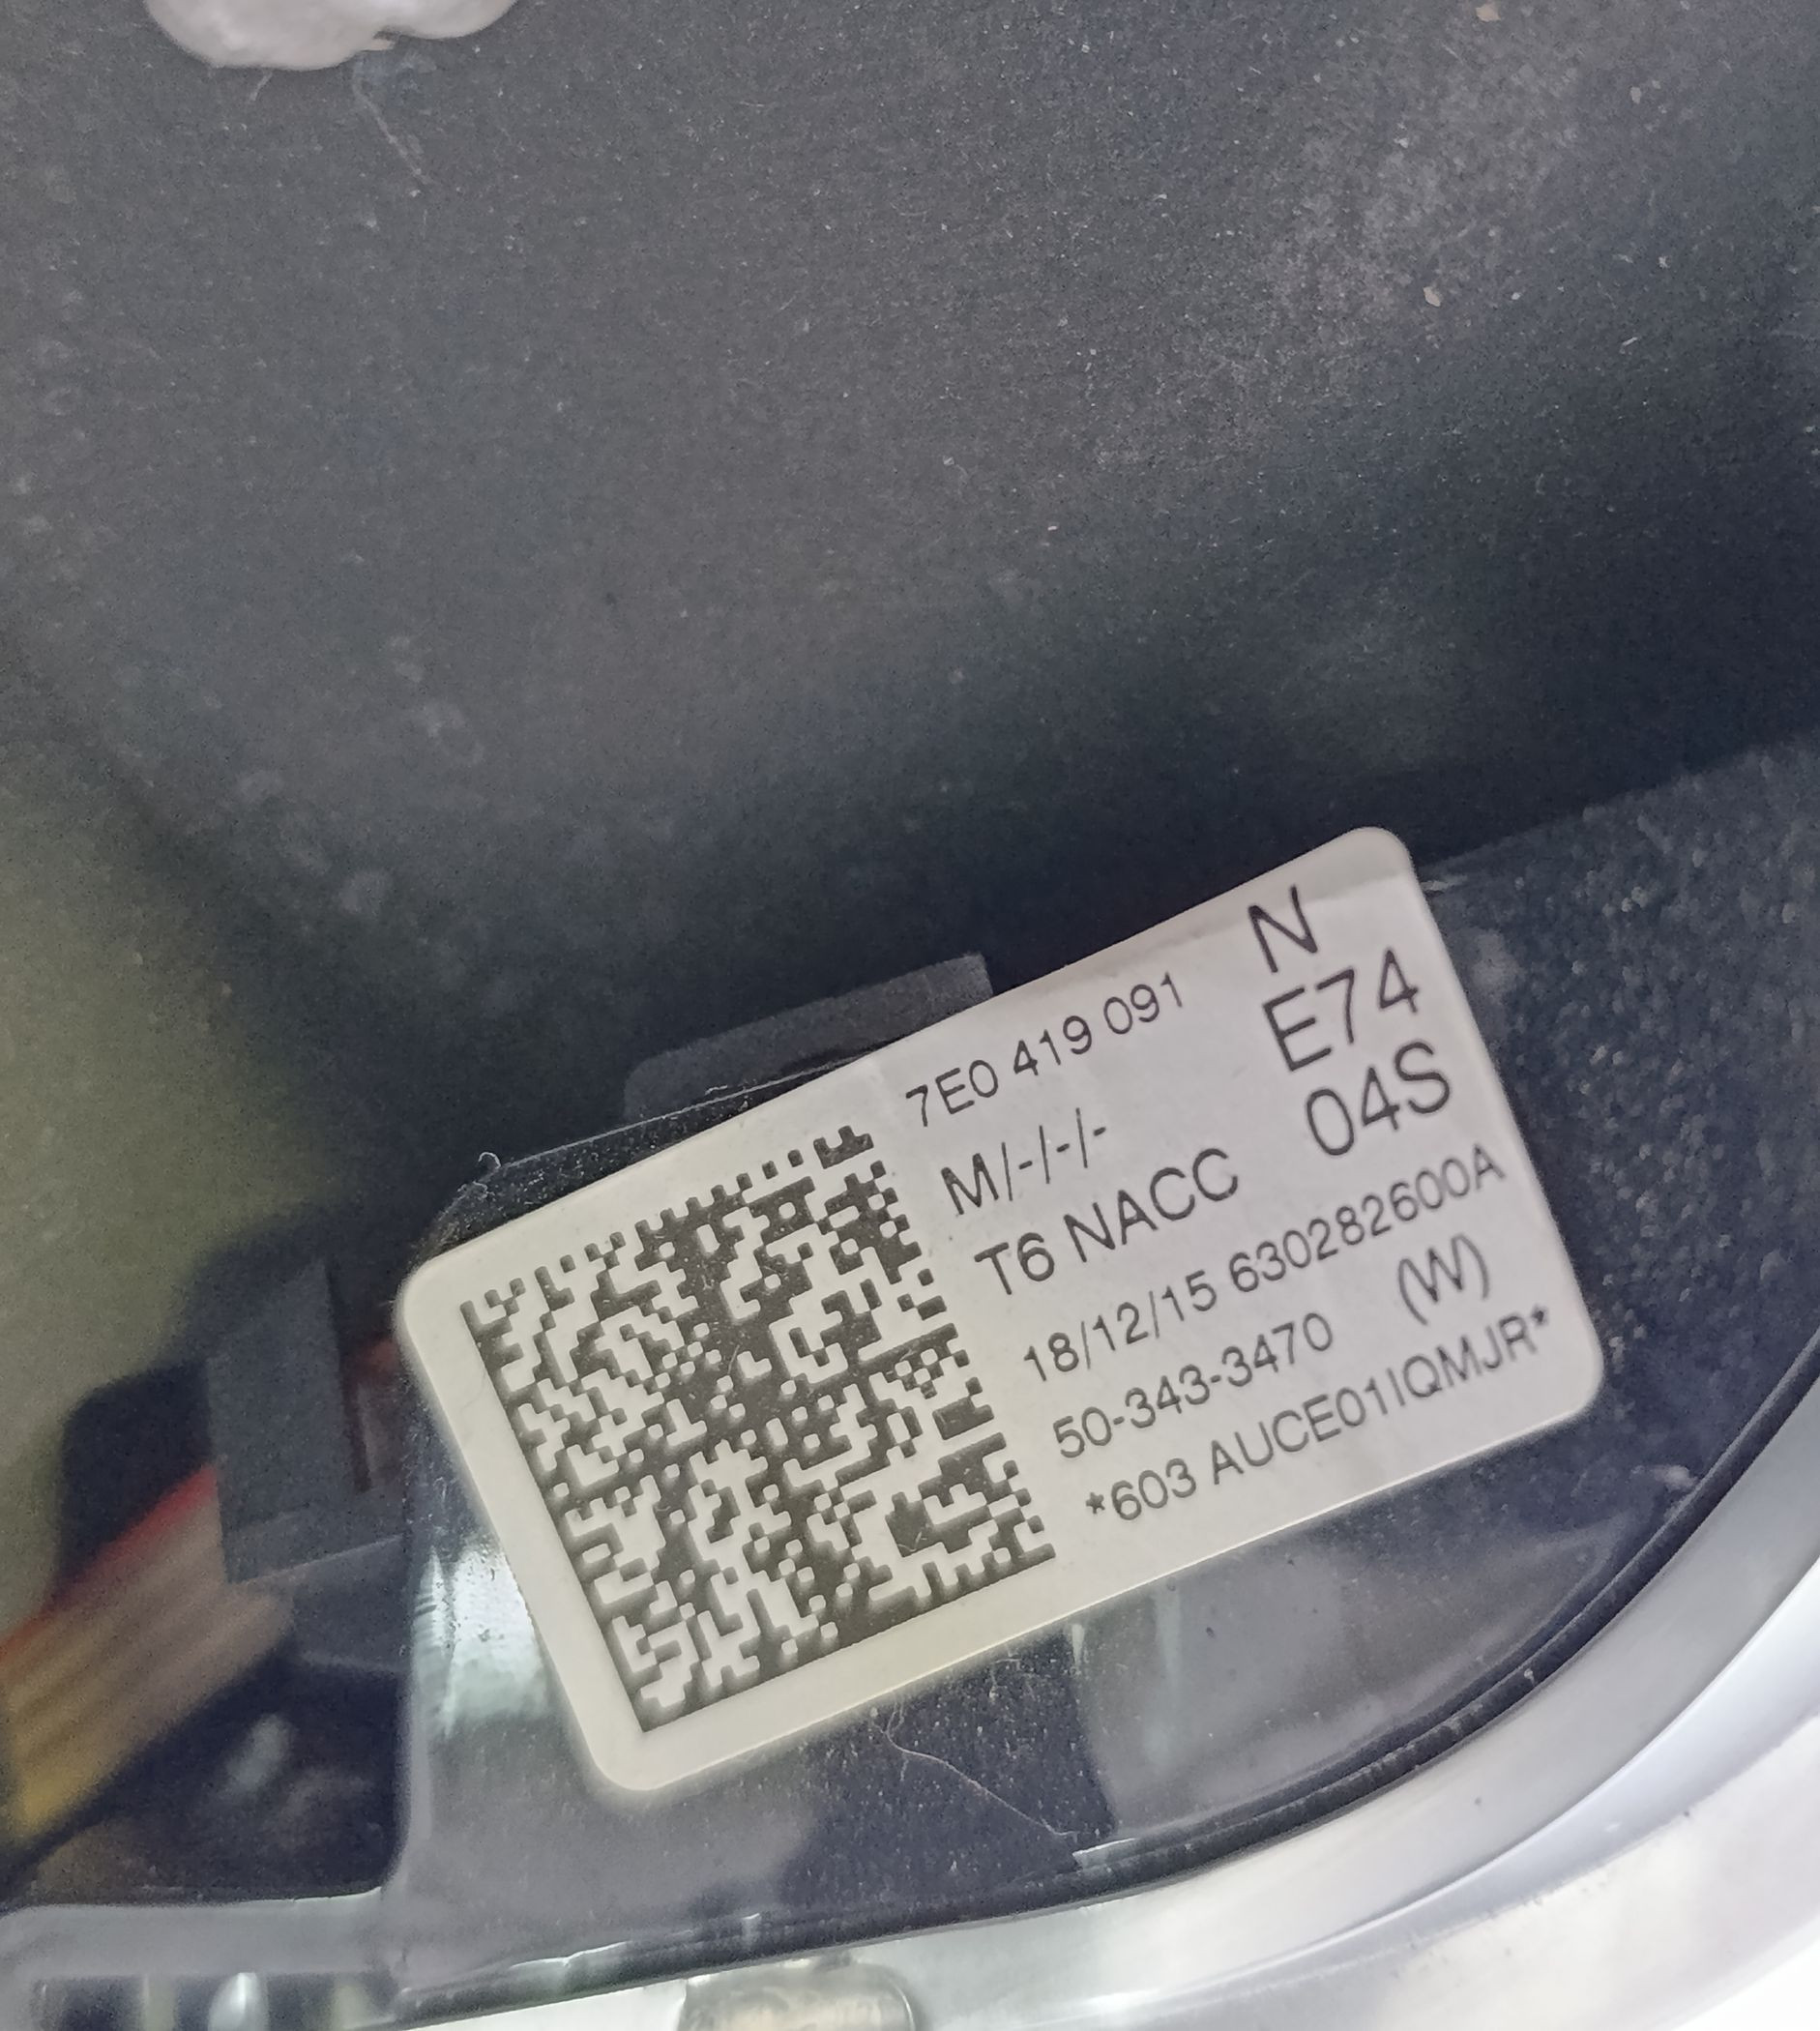 7E0 419 091
N
M/-/-/-
E74
T6 NACC
04S
18/12/15 630282600A
50-343-3470 (W)
*603 AUCE01IQMJR*